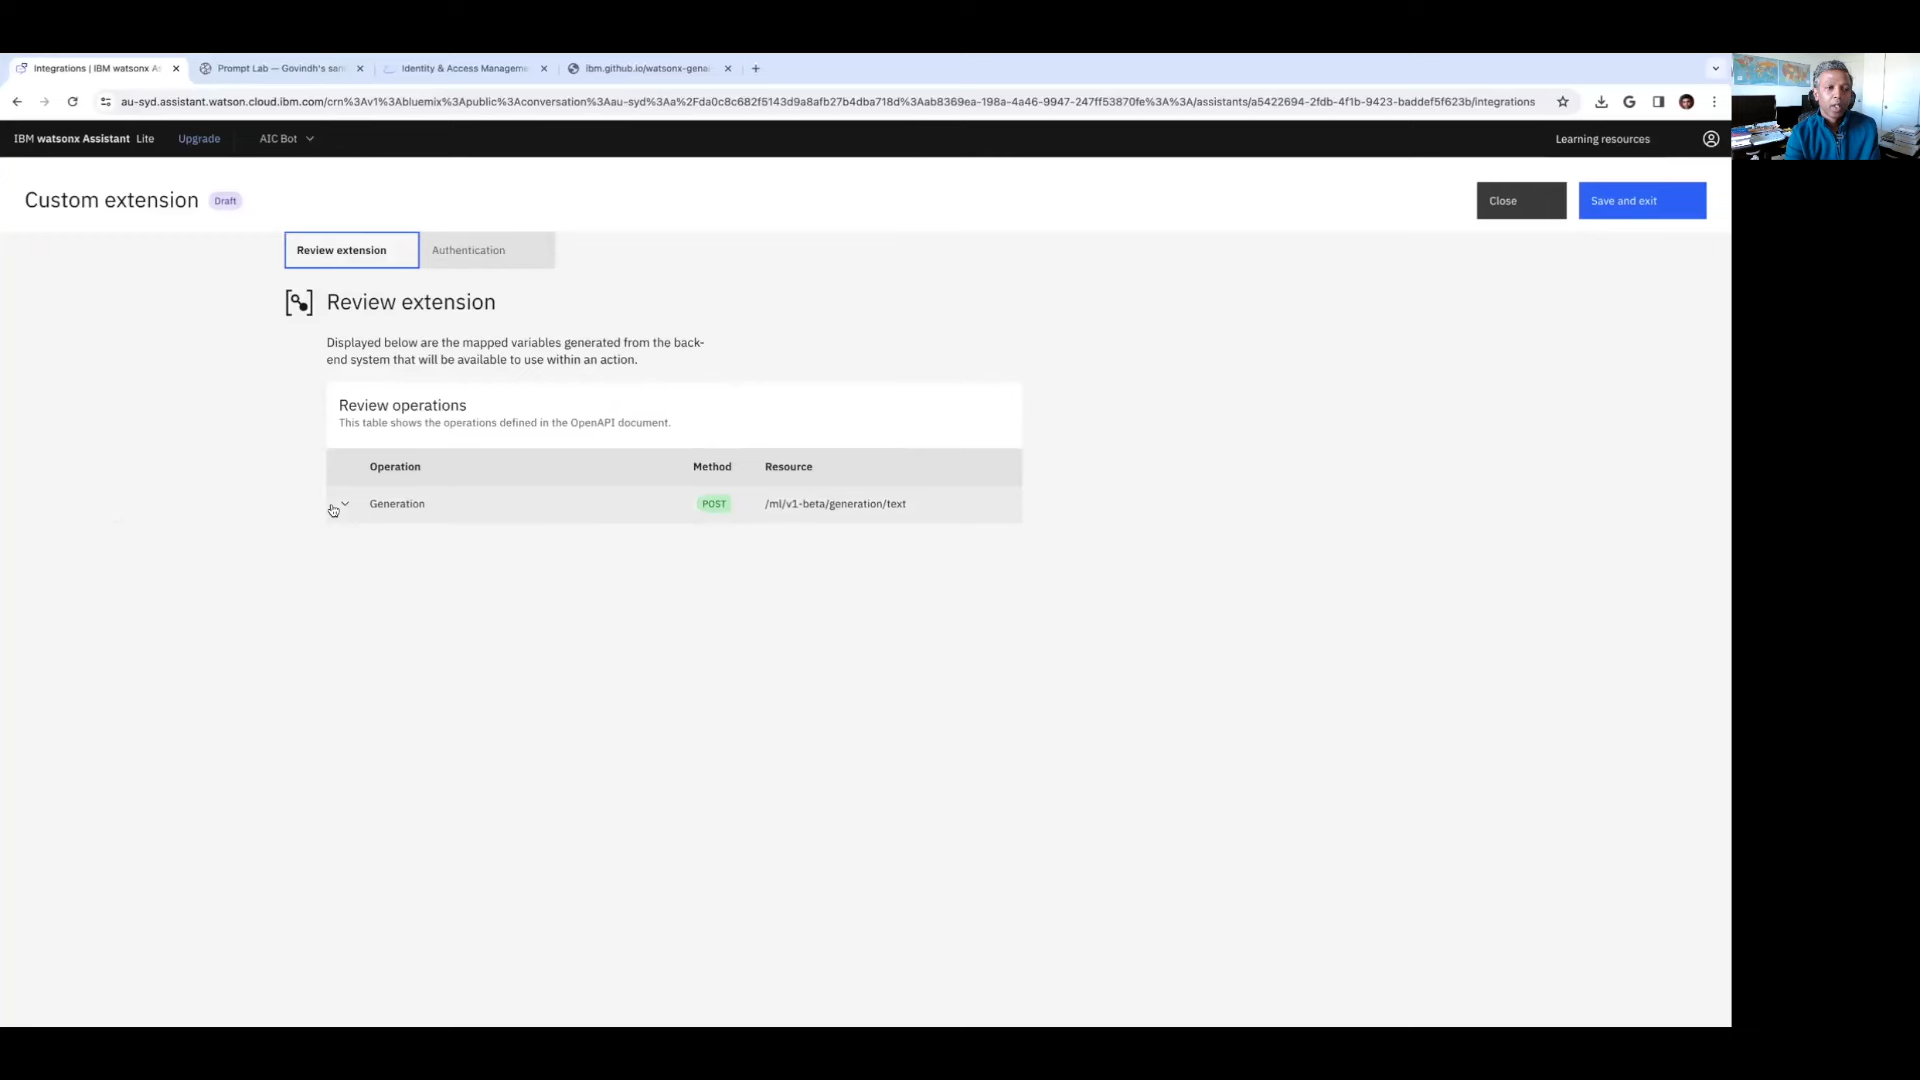 Integrations | IBM watsonx As
Prompt Lab — Govindh's san
Identity & Access Manageme
ibm.github.io/watsonx-gena
au-syd.assistant.watson.cloud.ibm.com/crn%3Av1%3Abluemix%3Apublic%3Aconversation%3Aau-syd%3Aa%2Fda0c8c682f5143d9a8afb27b4dba718d%3Aab8369ea-198a-4a46-9947-247ff53870fe%3A%3A/assistants/a5422694-2fdb-4f1b-9423-baddef5f623b/integrations
IBM watsonx Assistant Lite Upgrade AIC Bot Learning resources
Custom extension Draft
Close Save and exit
Review extension Authentication
Review extension
Displayed below are the mapped variables generated from the back-
end system that will be available to use within an action.
Review operations
This table shows the operations defined in the OpenAPI document.
Operation Method Resource
Generation POST /ml/v1-beta/generation/text